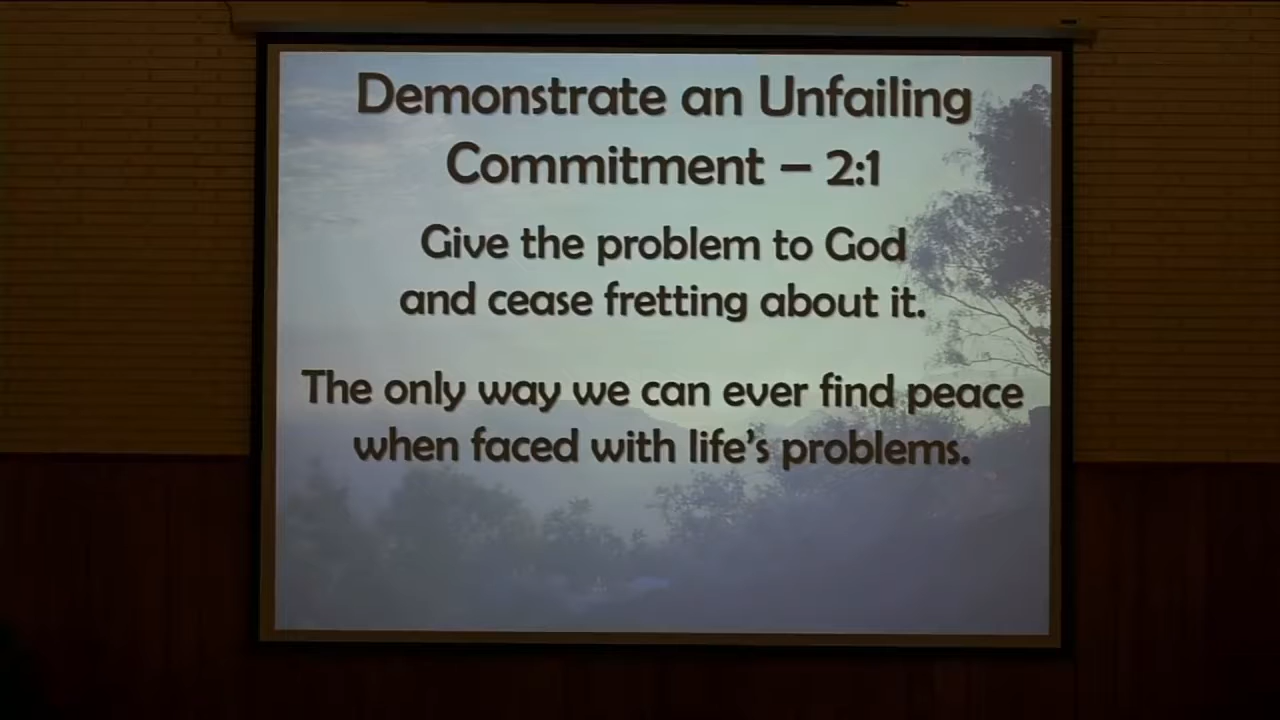 Demonstrate an Unfailing
Commitment – 2:1
Give the problem to God
and cease fretting about it.
The only way we can ever find peace
when faced with life's problems.